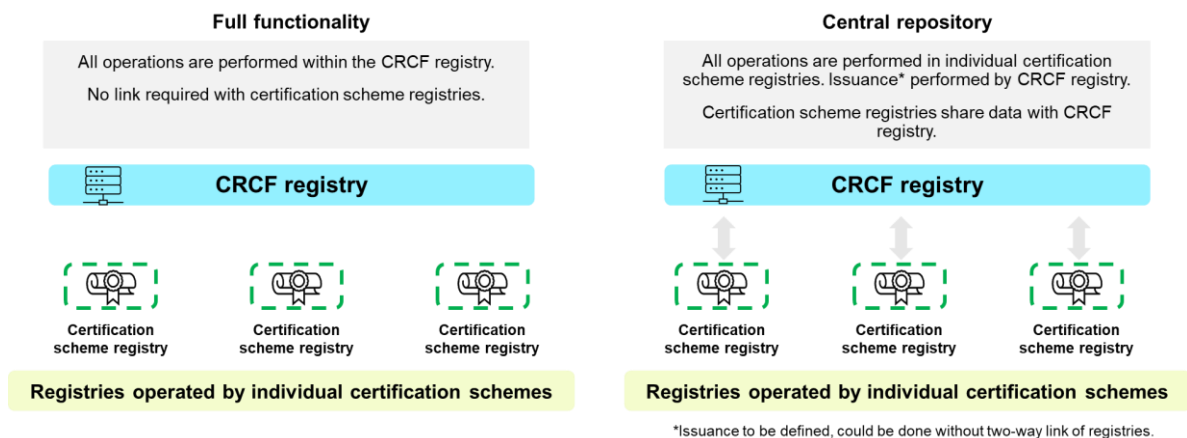 Full functionality
All operations are performed within the CRCF registry.
No link required with certification scheme registries.
CRCF registry
Certification
scheme registry
Certification
scheme registry
Certification
scheme registry
Registries operated by individual certification schemes
Central repository
All operations are performed in individual certification
scheme registries. Issuance* performed by CRCF registry.
Certification scheme registries share data with CRCF
registry.
CRCF registry
Certification
scheme registry
Certification
scheme registry
Certification
scheme registry
Registries operated by individual certification schemes
*Issuance to be defined, could be done without two-way link of registries.